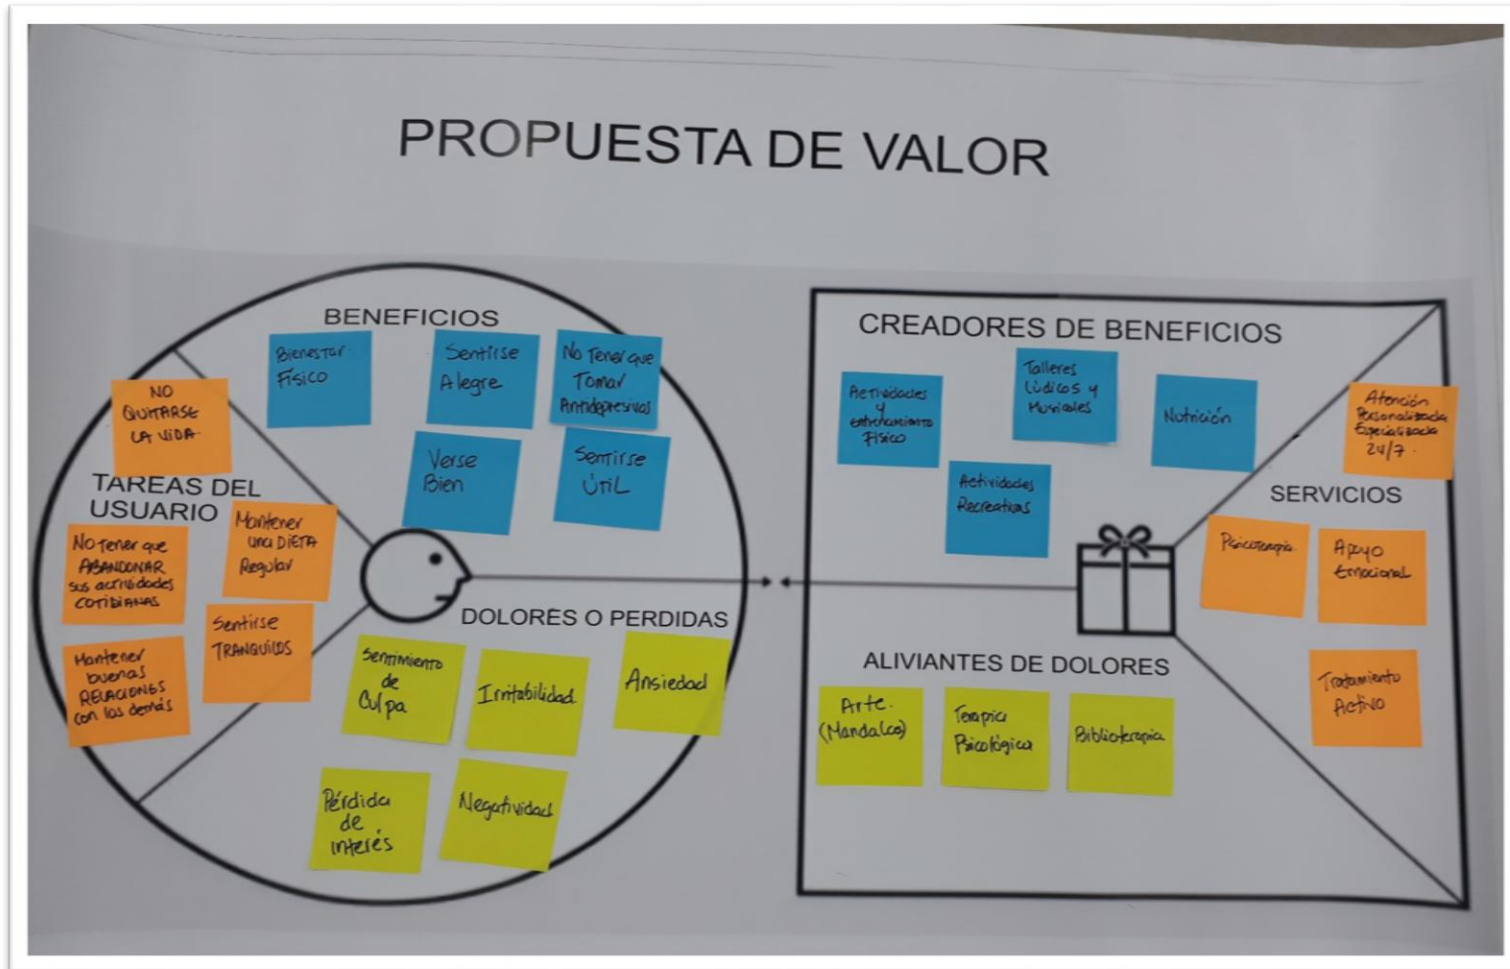 PROPUESTA DE VALOR
BENEFICIOS
Bienestar
Físico
Sentirse
Alegre
No Tener que
Tomar
Antidepresivos
Verse
Bien
Sentirse
ÚTIL
NO
QUITARSE
LA VIDA
TAREAS DEL
USUARIO
Mantener
una DIETA
Regular
No Tener que
ABANDONAR
sus actividades
COTIDIANAS
Sentirse
TRANQUILOS
Mantener
buenas
RELACIONES
con los demás
DOLORES O PERDIDAS
Sentimiento
de
Culpa
Irritabilidad
Ansiedad
Pérdida
de
interés
Negatividad
CREADORES DE BENEFICIOS
Actividades
y
entrenamiento
Físico
Talleres
Lúdicos y
Musicales
Nutrición
Actividades
Recreativas
Atención
Personalizada
Especializada
24/7.
SERVICIOS
Psicoterapia
Apoyo
Emocional
Tratamiento
Activo
ALIVIANTES DE DOLORES
Arte.
(Mandalas)
Terapia
Psicológica
Biblioterapia